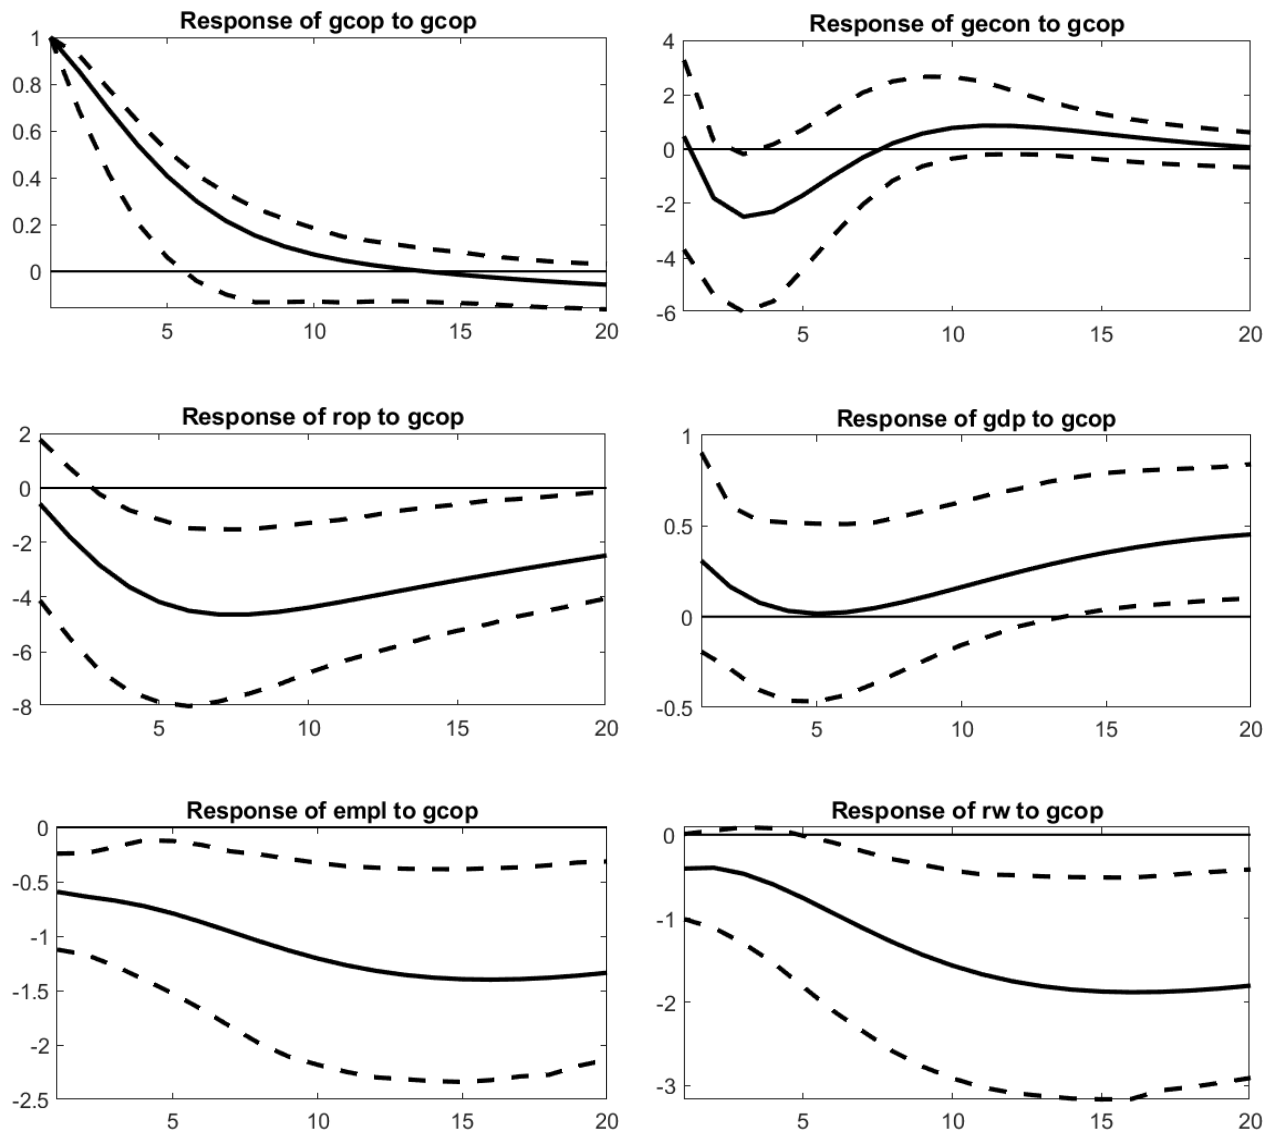 Response of gcop to gcop
1
0.8
0.6
0.4
0.2
0
5 10 15 20
Response of gecon to gcop
4
2
0
-2
-4
-6
5 10 15 20
Response of rop to gcop
2
0
-2
-4
-6
-8
5 10 15 20
Response of gdp to gcop
1
0.5
0
-0.5
5 10 15 20
Response of empl to gcop
0
-0.5
-1
-1.5
-2
-2.5
5 10 15 20
Response of rw to gcop
0
-1
-2
-3
5 10 15 20